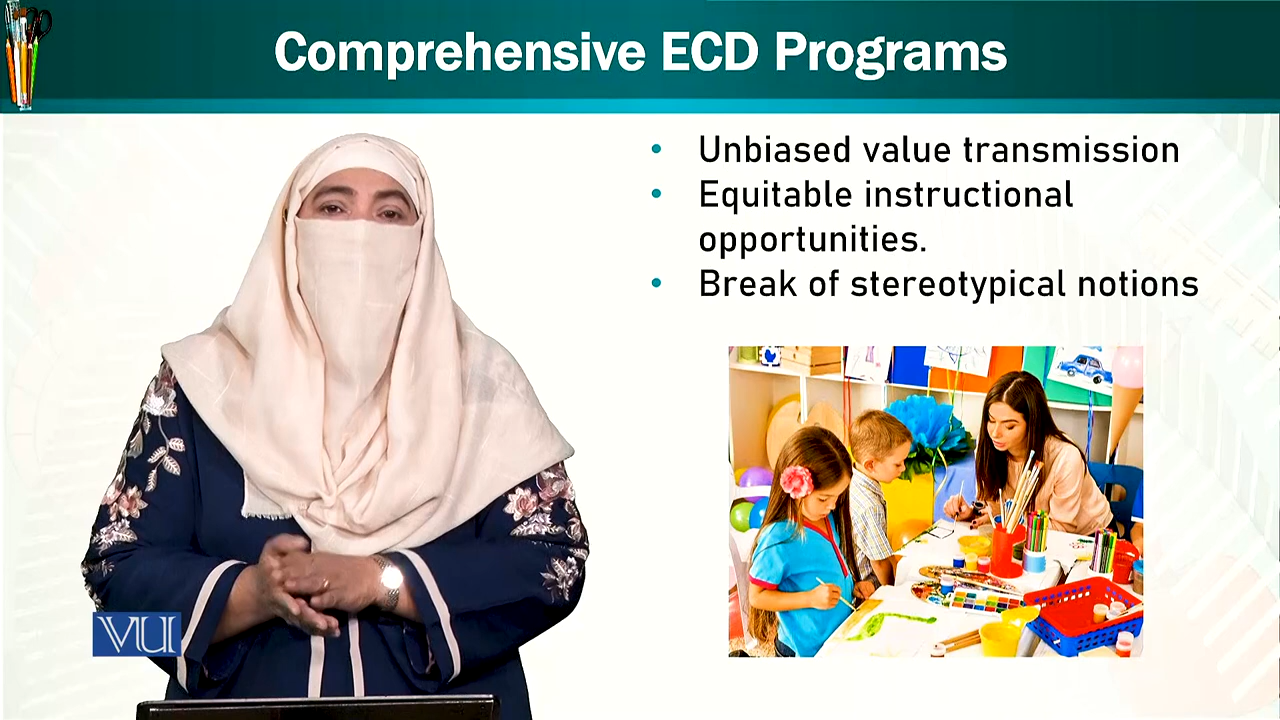 Comprehensive ECD Programs
• Unbiased value transmission
• Equitable instructional
opportunities.
• Break of stereotypical notions
VU